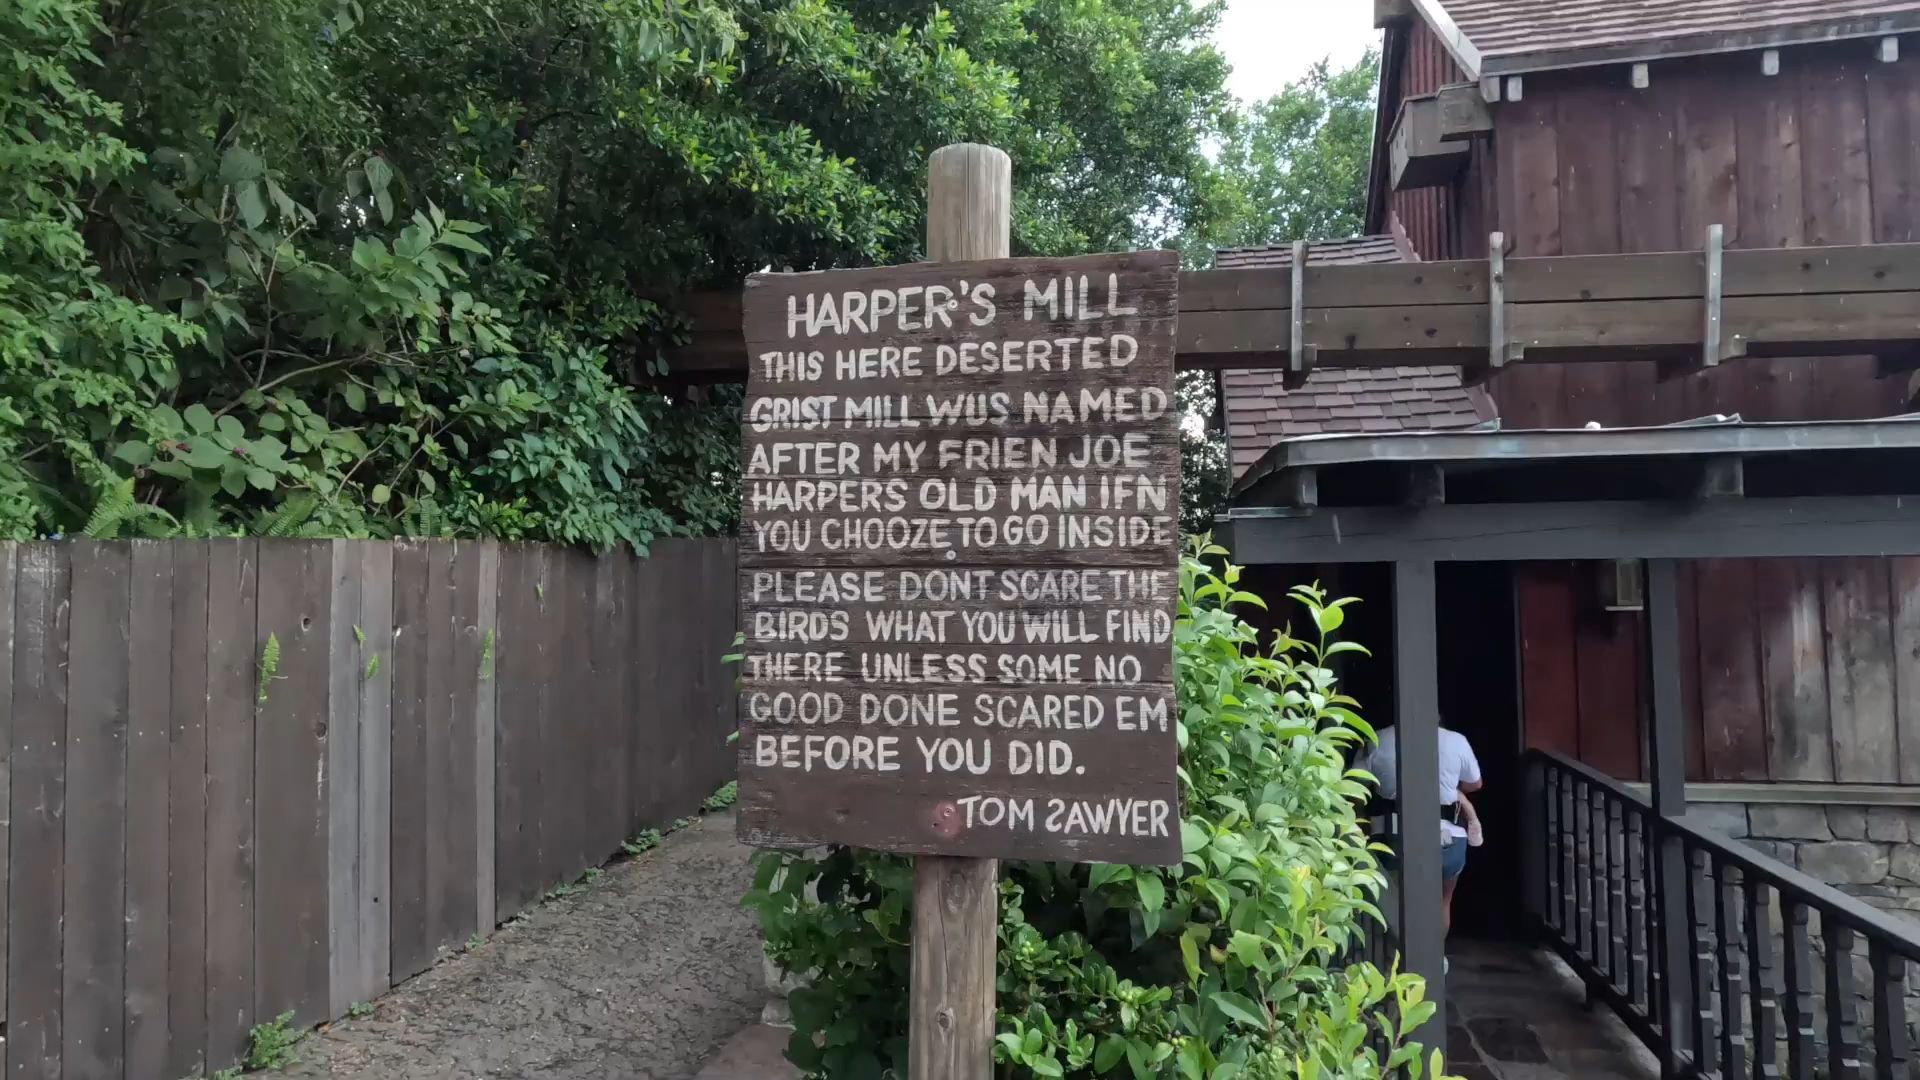 HARPER'S MILL
THIS HERE DESERTED
GRIST MILL WUS NAMED
AFTER MY FRIEN JOE
HARPERS OLD MAN IFN
YOU CHOOZE TO GO INSIDE
PLEASE DONT SCARE THE
BIRDS WHAT YOU WILL FIND
THERE UNLESS SOME NO
GOOD DONE SCARED EM
BEFORE YOU DID.
TOM SAWYER